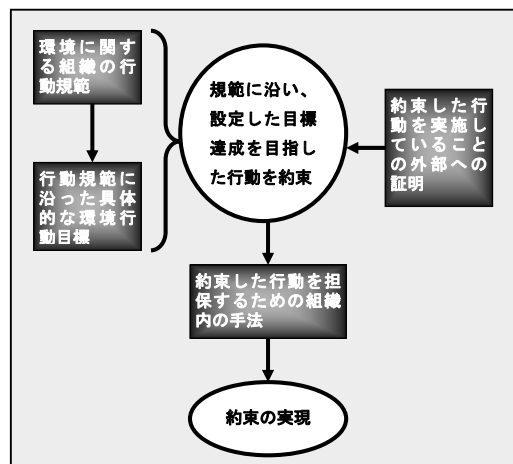 環境に関す
る組織の行
動規範
行動規範に
沿った具体
的な環境行
動目標
規範に沿い、
設定した目標
達成を目指し
た行動を約束
約束した行
動を実施し
ていること
の外部への
証明
約束した行動を担
保するための組織
内の手法
約束の実現